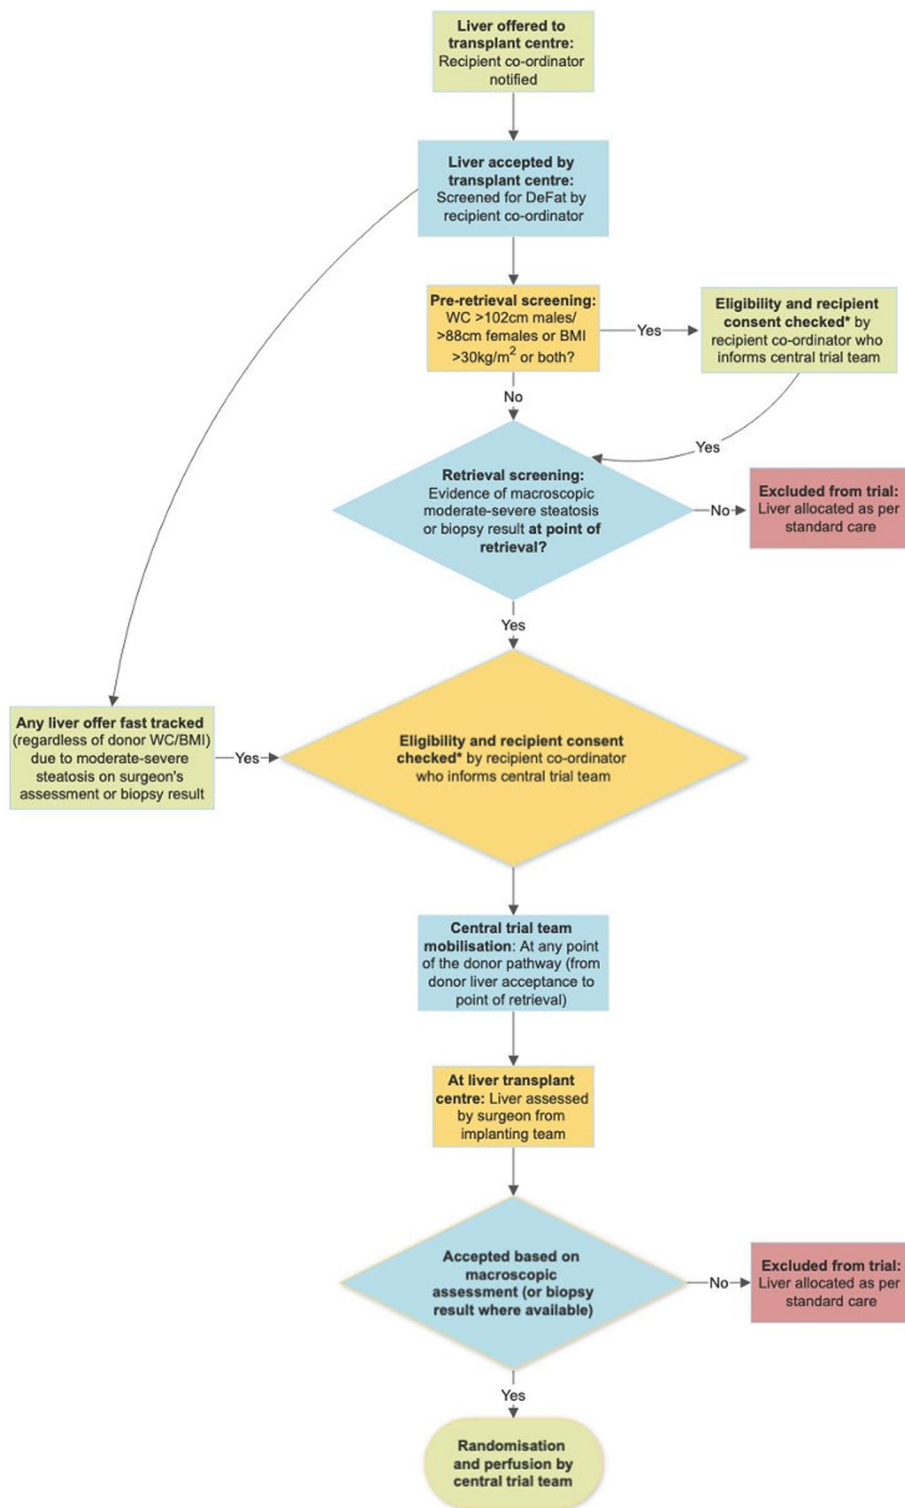 Liver offered to
transplant centre:
Recipient co-ordinator
notified
Liver accepted by
transplant centre:
Screened for DeFat by
recipient co-ordinator
Pre-retrieval screening:
WC >102cm males/
>88cm females or BMI
>30kg/m² or both?
Yes
Eligibility and recipient
consent checked* by
recipient co-ordinator who
informs central trial team
No
Yes
Retrieval screening:
Evidence of macroscopic
moderate-severe steatosis
or biopsy result at point of
retrieval?
No
Excluded from trial:
Liver allocated as per
standard care
Yes
Any liver offer fast tracked
(regardless of donor WC/BMI)
due to moderate-severe
steatosis on surgeon's
assessment or biopsy result
Yes
Eligibility and recipient consent
checked* by recipient co-ordinator
who informs central trial team
Central trial team
mobilisation: At any point
of the donor pathway (from
donor liver acceptance to
point of retrieval)
At liver transplant
centre: Liver assessed
by surgeon from
implanting team
Accepted based on
macroscopic
assessment (or biopsy
result where available)
No
Excluded from trial:
Liver allocated as per
standard care
Yes
Randomisation
and perfusion by
central trial team